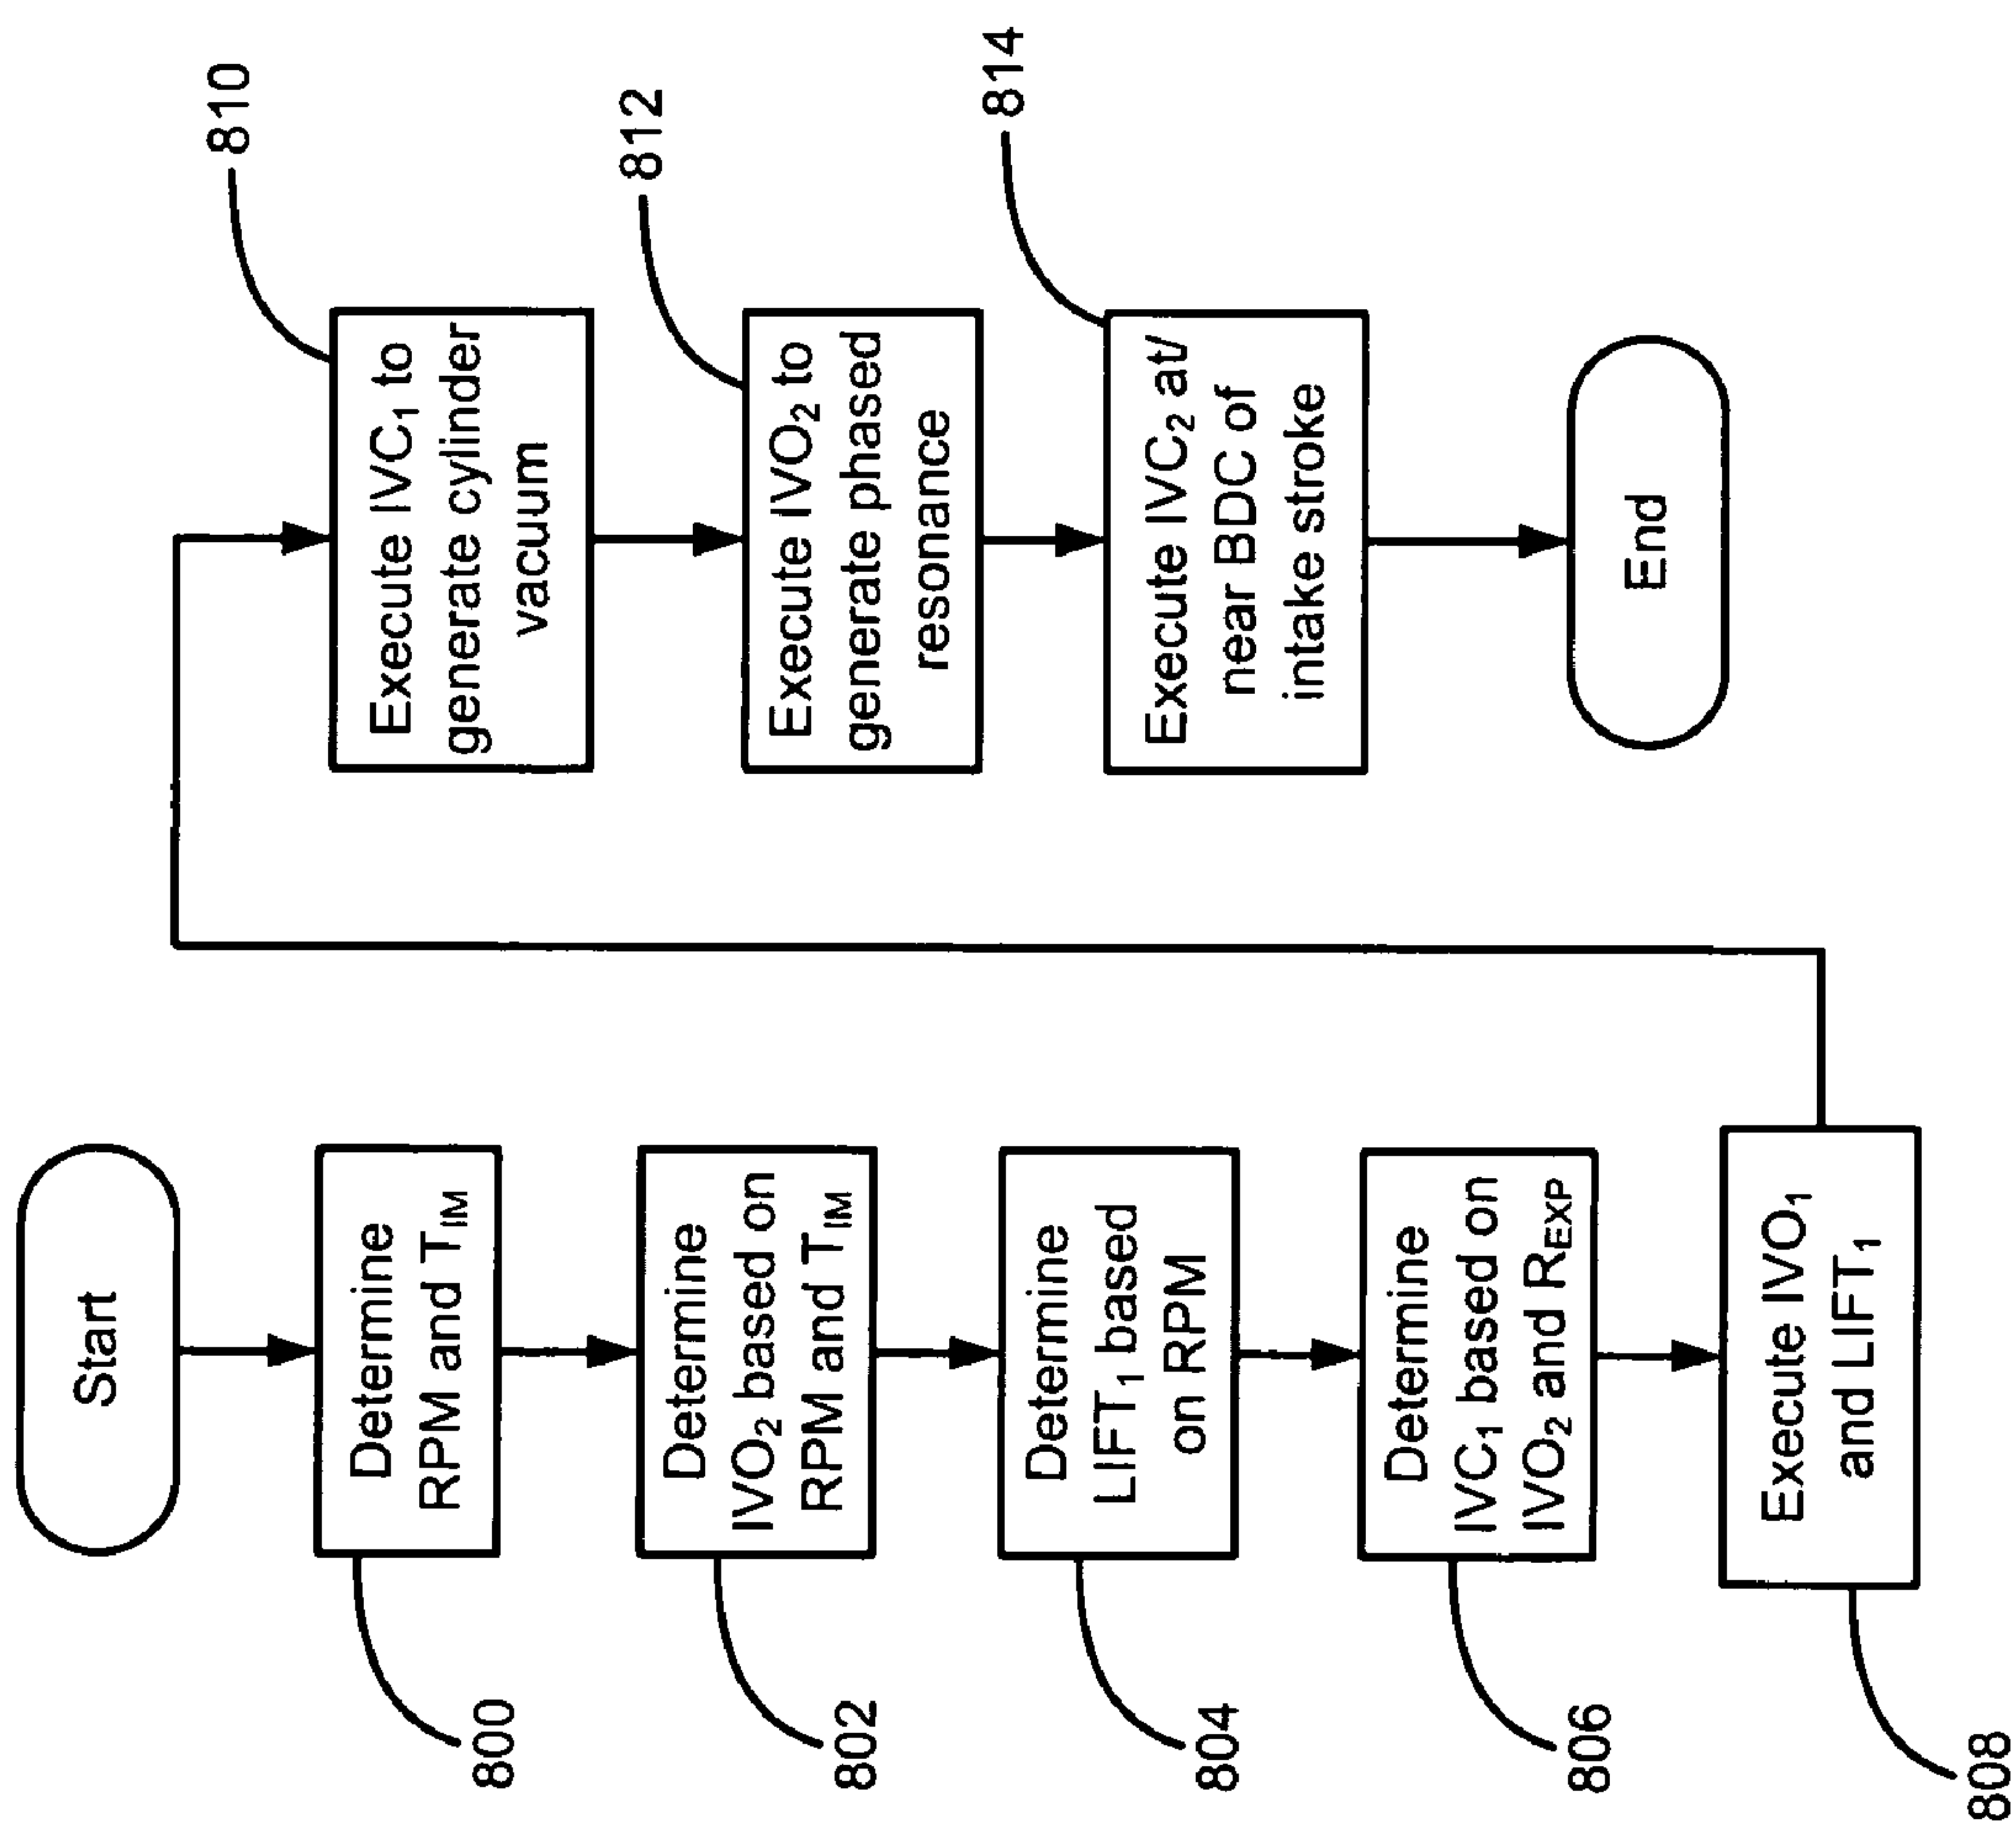 Start
Determine
RPM and T_IM
800
Determine
IVO₂ based on
RPM and T_IM
802
Determine
LIFT₁ based
on RPM
804
Determine
IVC₁ based on
IVO₂ and R_EXP
806
Execute IVO₁
and LIFT₁
808
Execute IVC₁ to
generate cylinder
vacuum
810
Execute IVO₂ to
generate phased
resonance
812
Execute IVC₂ at/
near BDC of
intake stroke
814
End